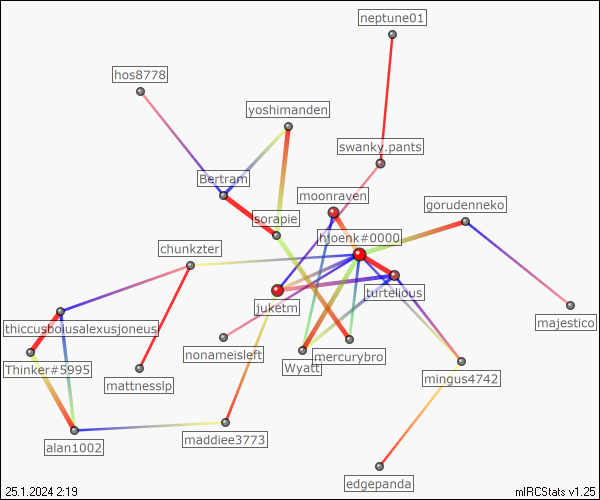 neptune01
hos8778
yoshimanden
swanky.pants
Bertram
moonraven
gorudenneko
sorapie
hjoenk#0000
chunkzter
turtelious
juketm
majestico
thiccusboiusalexusjoneus
nonameisleft
mercurybro
Wyatt
Thinker#5995
mattnesslp
mingus4742
maddiee3773
alan1002
edgepanda
25.1.2024 2:19
mIRCStats v1.25